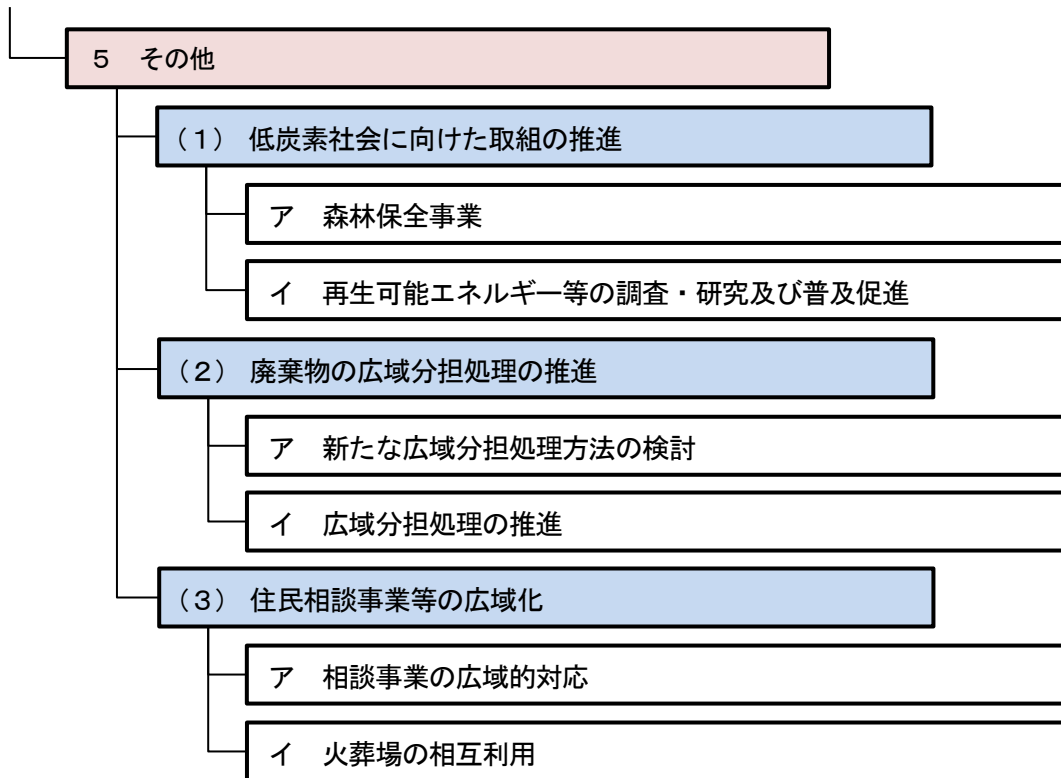 ５　その他
（１） 低炭素社会に向けた取組の推進
ア　森林保全事業
イ　再生可能エネルギー等の調査・研究及び普及促進
（２） 廃棄物の広域分担処理の推進
ア　新たな広域分担処理方法の検討
イ　広域分担処理の推進
（３） 住民相談事業等の広域化
ア　相談事業の広域的対応
イ　火葬場の相互利用